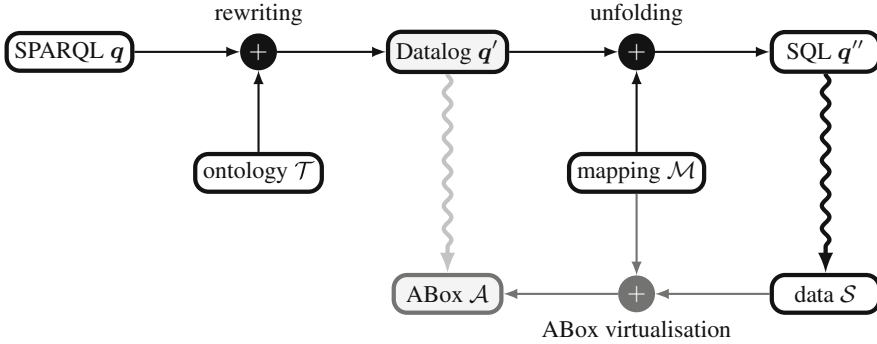 rewriting
unfolding
SPARQL q
+
Datalog q′
+
SQL q″
ontology 𝒯
mapping ℳ
ABox 𝒜
+
data 𝒮
ABox virtualisation